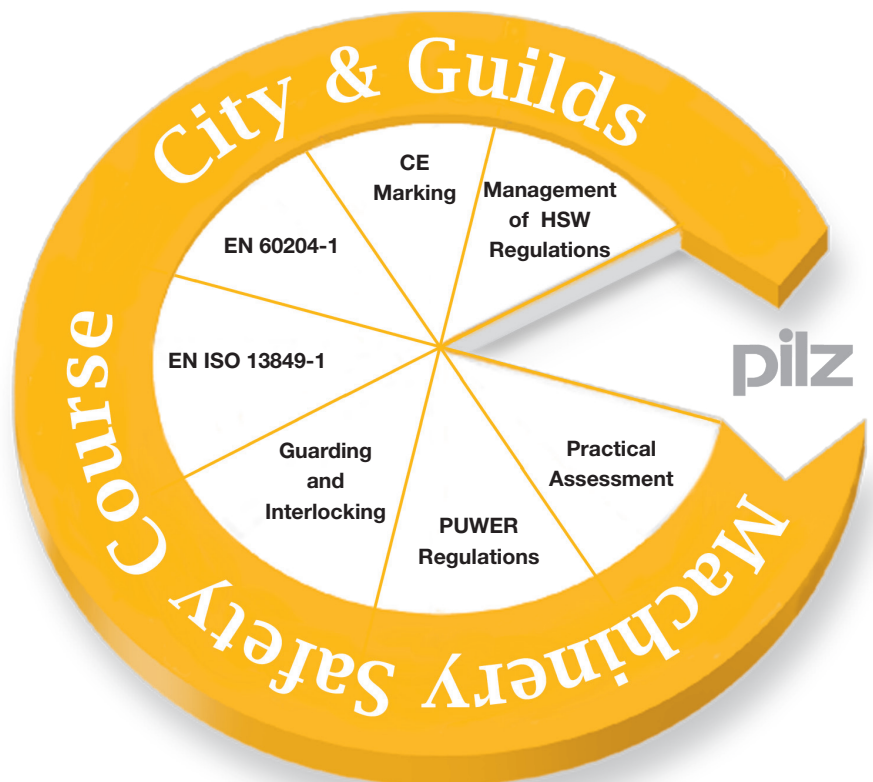 City & Guilds
Machinery Safety Course
CE
Marking
Management
of HSW
Regulations
EN 60204-1
EN ISO 13849-1
Guarding
and
Interlocking
PUWER
Regulations
Practical
Assessment
pilz